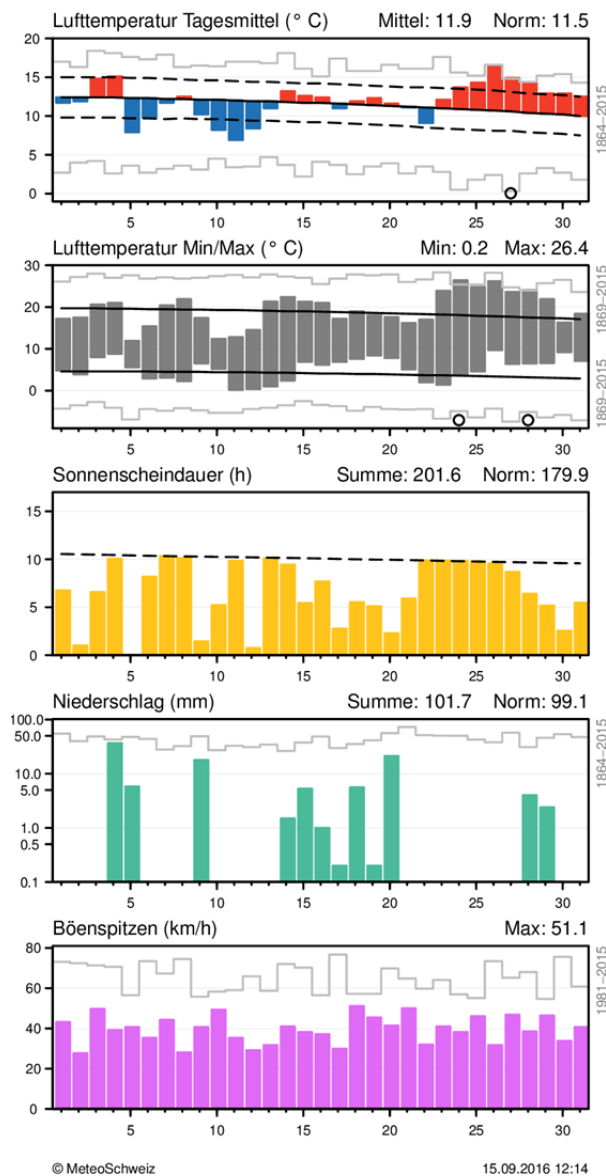 Lufttemperatur Tagesmittel (° C) Mittel: 11.9 Norm: 11.5
20
15
10
5
0
1864–2015
5 10 15 20 25 30
Lufttemperatur Min/Max (° C) Min: 0.2 Max: 26.4
30
20
10
0
1869–2015
1869–2015
5 10 15 20 25 30
Sonnenscheindauer (h) Summe: 201.6 Norm: 179.9
15
10
5
0
5 10 15 20 25 30
Niederschlag (mm) Summe: 101.7 Norm: 99.1
100.0
50.0
10.0
5.0
1.0
0.5
0.1
1864–2015
5 10 15 20 25 30
Böenspitzen (km/h) Max: 51.1
80
60
40
20
0
1981–2015
5 10 15 20 25 30
© MeteoSchweiz 15.09.2016 12:14